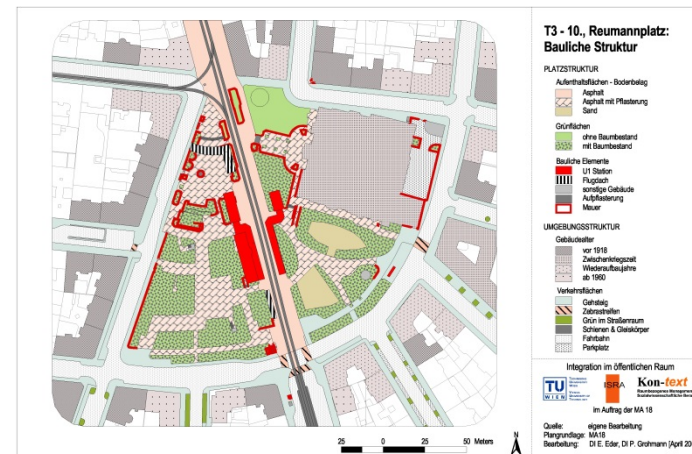 T3 - 10., Reumannplatz:
Bauliche Struktur
PLATZSTRUKTUR
Aufenthaltsflächen - Bodenbelag
Asphalt
Asphalt mit Pflasterung
Sand
Grünflächen
ohne Baumbestand
mit Baumbestand
Bauliche Elemente
U1 Station
Flugdach
sonstige Gebäude
Aufpflasterung
Mauer
UMGEBUNGSSTRUKTUR
Gebäudealter
vor 1918
Zwischenkriegszeit
Wiederaufbaujahre
ab 1960
Verkehrsflächen
Gehsteig
Zebrastreifen
Grün im Straßenraum
Schienen & Gleiskörper
Fahrbahn
Parkplatz
Integration im öffentlichen Raum
TU
WIEN
ISRA
Kon-text
im Auftrag der MA 18
Quelle: eigene Bearbeitung
Plangrundlage: MA18
Bearbeitung: DI E. Eder, DI P. Grohmann [April 20
25 0 25 50 Meters
N